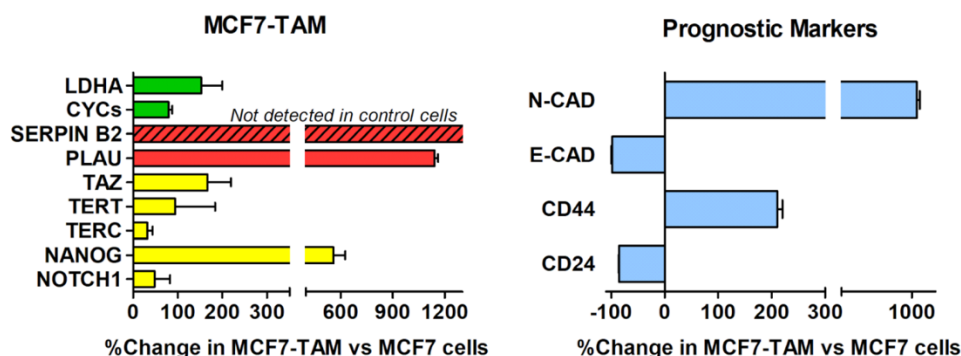 MCF7-TAM
LDHA
CYCs
Not detected in control cells
SERPIN B2
PLAU
TAZ
TERT
TERC
NANOG
NOTCH1
0 100 200 300 600 900 1200
%Change in MCF7-TAM vs MCF7 cells
Prognostic Markers
N-CAD
E-CAD
CD44
CD24
-100 0 100 200 300 1000
%Change in MCF7-TAM vs MCF7 cells